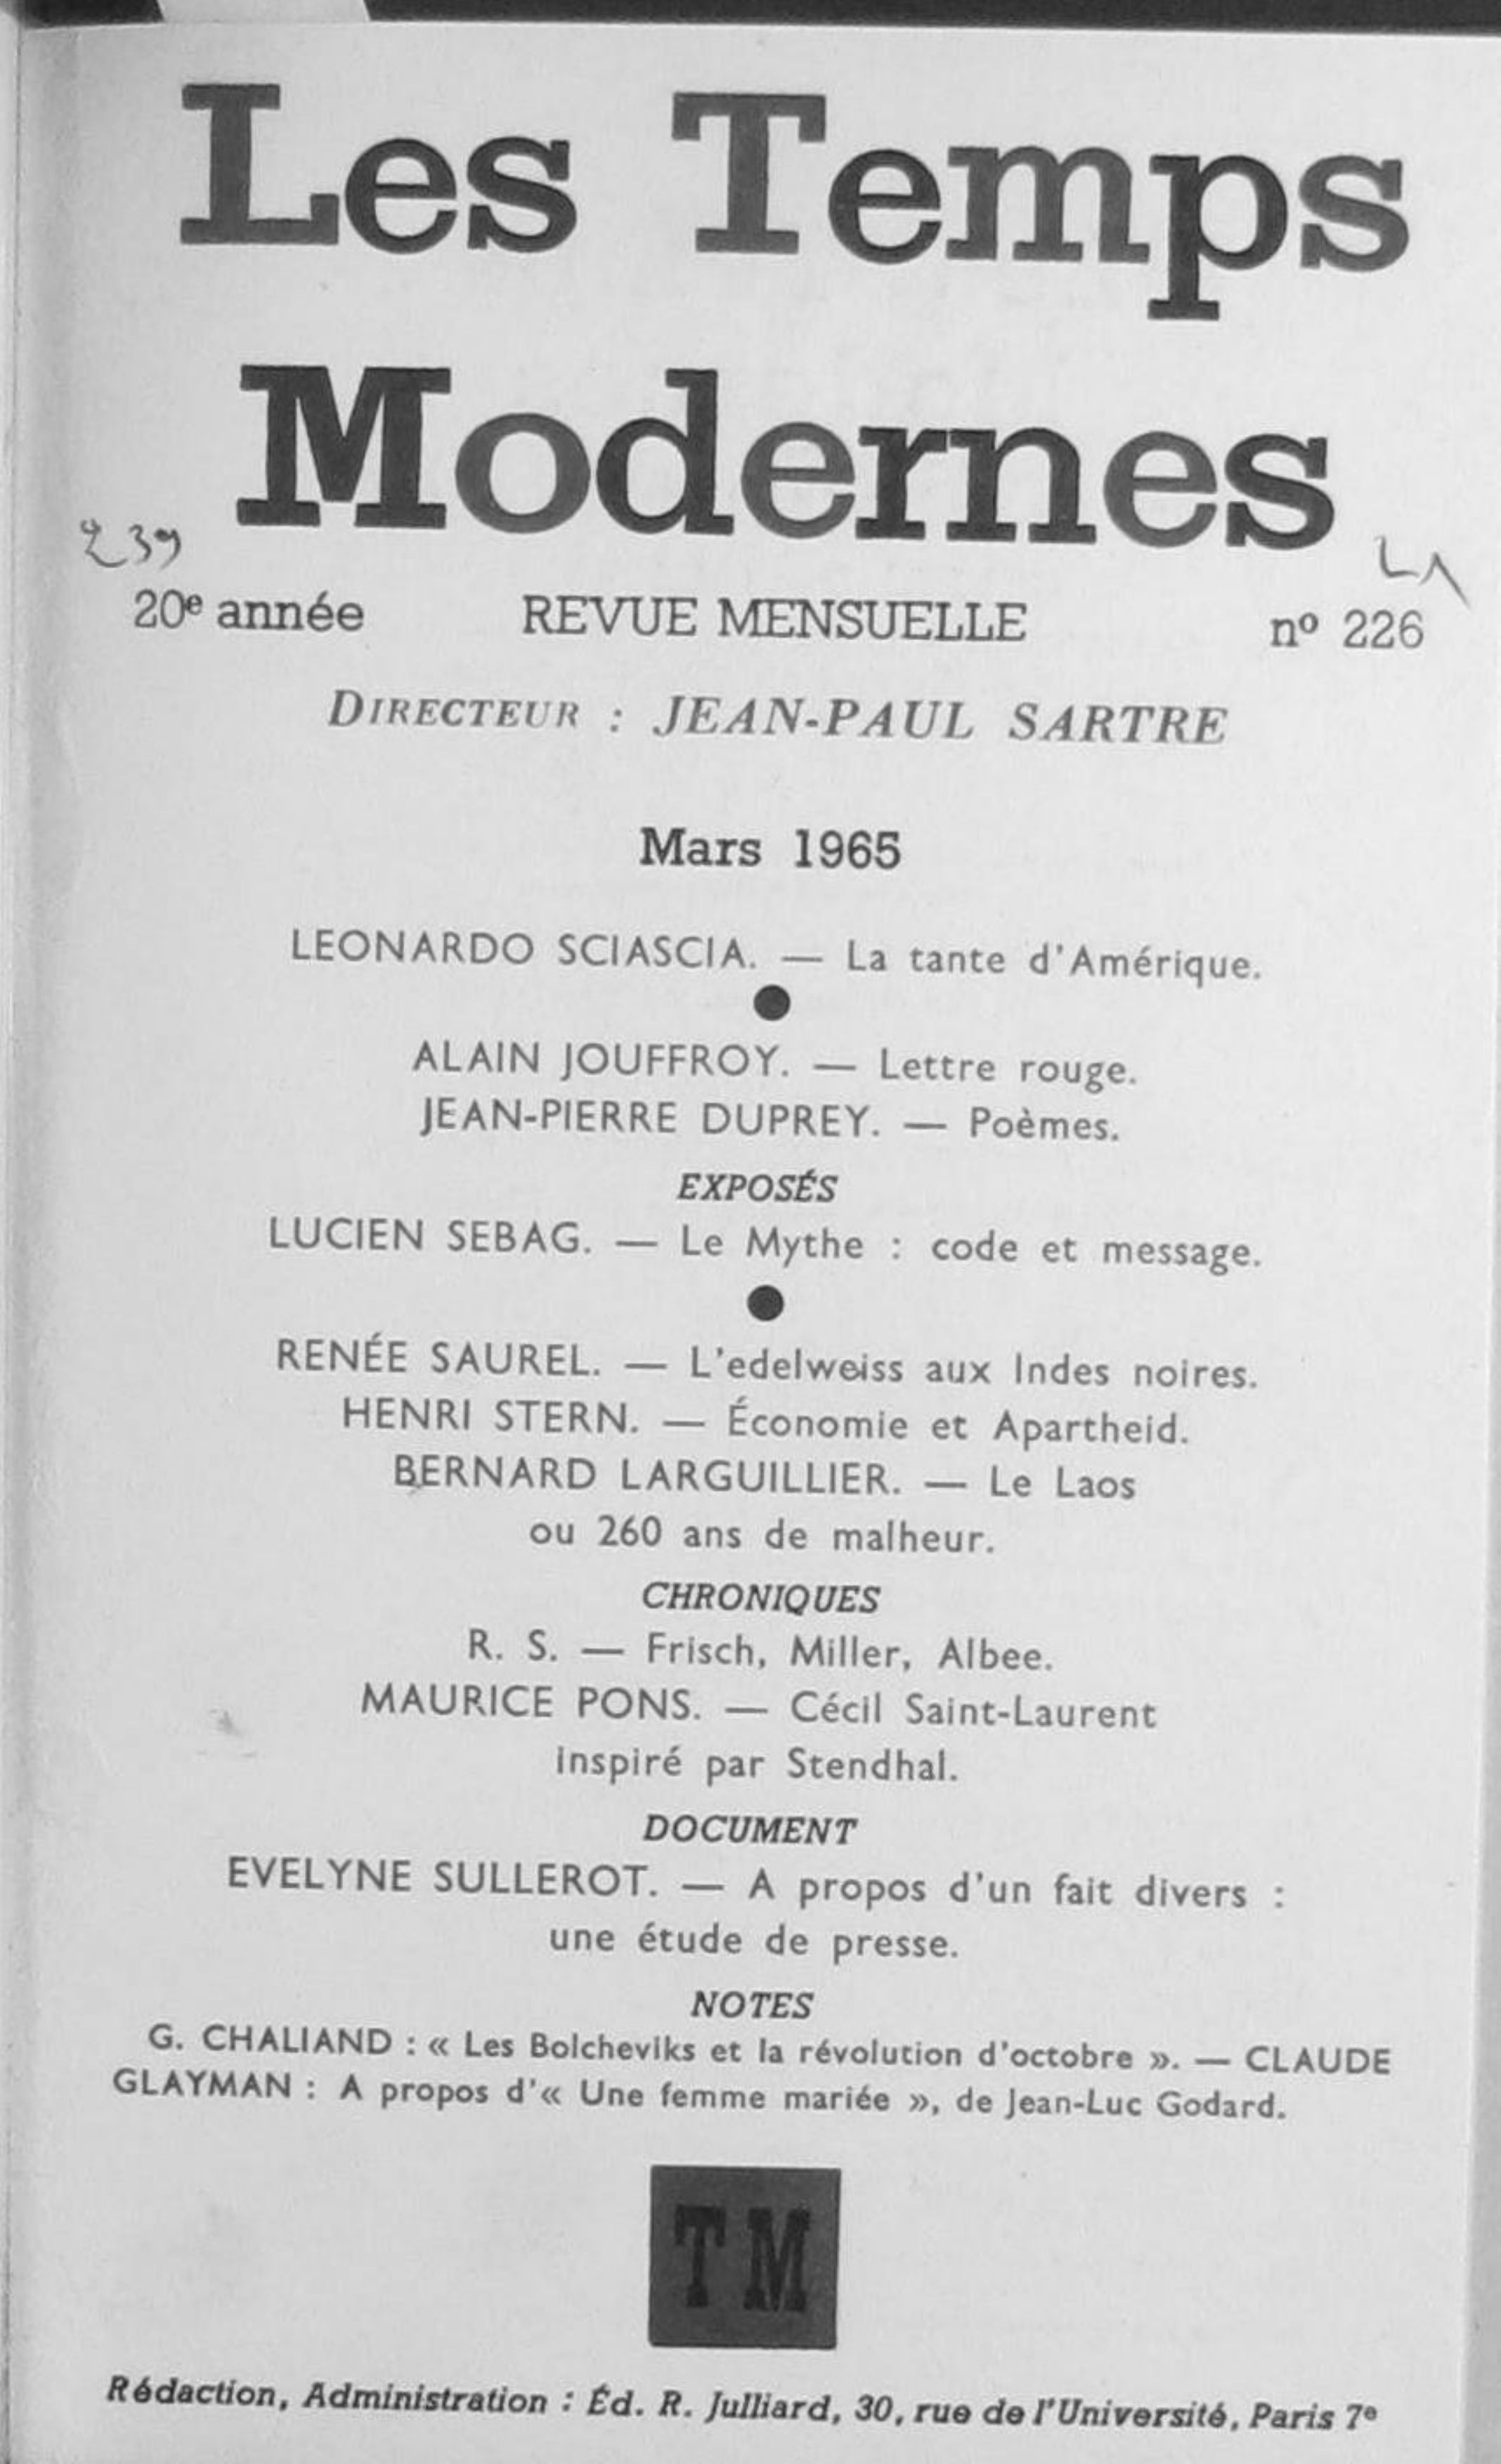 Les Temps
Modernes
239
20e année REVUE MENSUELLE nº 226
DIRECTEUR : JEAN-PAUL SARTRE
Mars 1965
LEONARDO SCIASCIA. — La tante d'Amérique.
●
ALAIN JOUFFROY. — Lettre rouge.
JEAN-PIERRE DUPREY. — Poèmes.
EXPOSÉS
LUCIEN SEBAG. — Le Mythe : code et message.
●
RENÉE SAUREL. — L'edelweiss aux Indes noires.
HENRI STERN. — Économie et Apartheid.
BERNARD LARGUILLIER. — Le Laos
ou 260 ans de malheur.
CHRONIQUES
R. S. — Frisch, Miller, Albee.
MAURICE PONS. — Cécil Saint-Laurent
inspiré par Stendhal.
DOCUMENT
EVELYNE SULLEROT. — A propos d'un fait divers :
une étude de presse.
NOTES
G. CHALIAND : « Les Bolcheviks et la révolution d'octobre ». — CLAUDE
GLAYMAN : A propos d'« Une femme mariée », de Jean-Luc Godard.
TM
Rédaction, Administration : Éd. R. Julliard, 30, rue de l'Université, Paris 7e